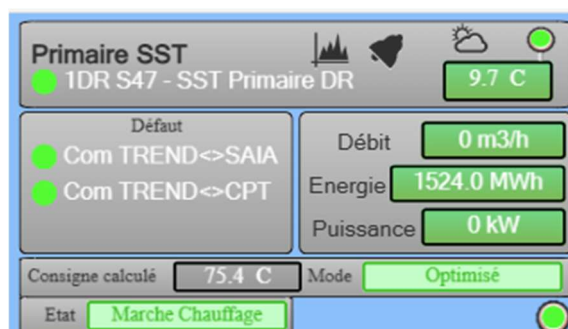 Primaire SST
1DR S47 - SST Primaire DR
9.7 C
Défaut
Com TREND<>SAIA
Com TREND<>CPT
Débit 0 m3/h
Energie 1524.0 MWh
Puissance 0 kW
Consigne calculé 75.4 C Mode Optimisé
Etat Marche Chauffage